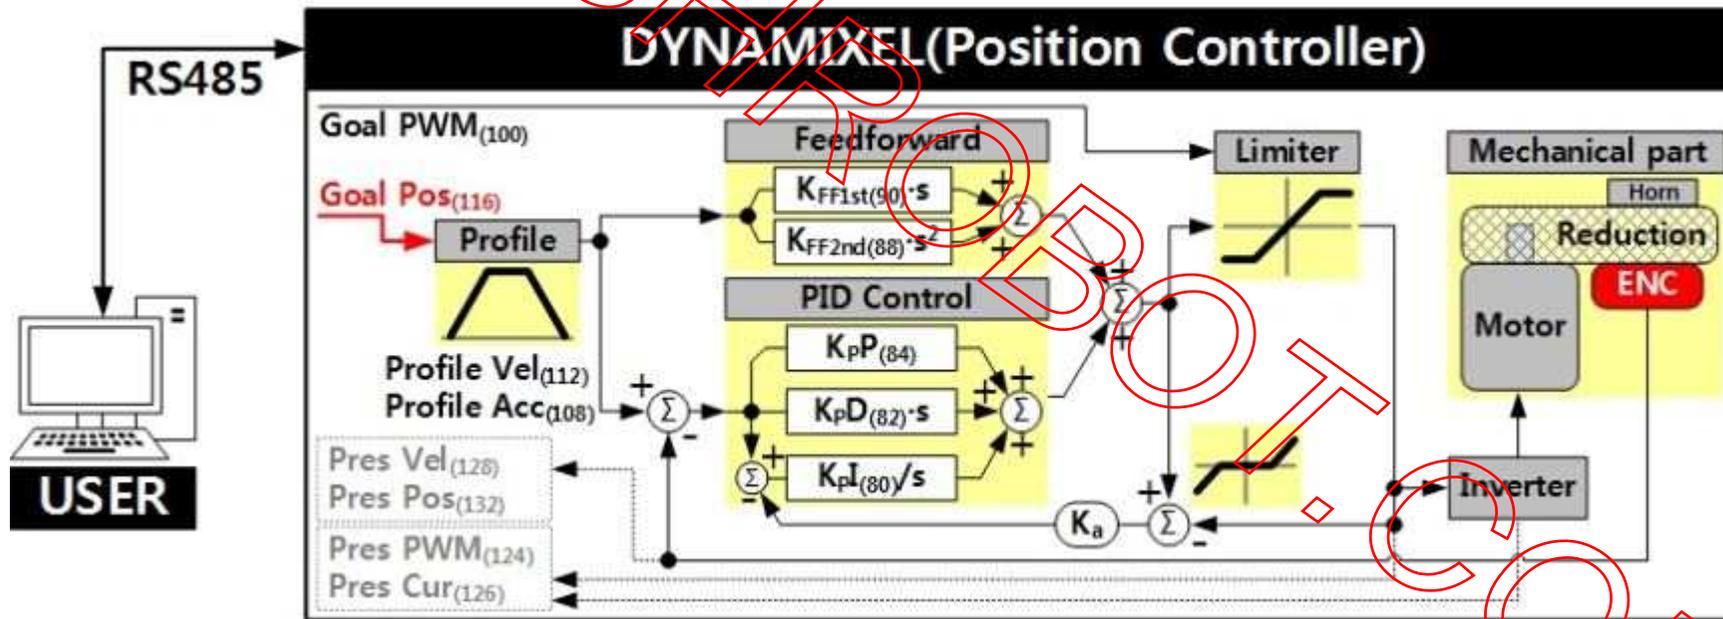 DYNAMIXEL(Position Controller)
RS485
Goal PWM(100)
Feedforward
Limiter
Mechanical part
KFF1st(90)·s
+
Horn
Goal Pos(116)
Σ
Profile
KFF2nd(88)·s²
+
Reduction
+
ENC
PID Control
Σ
+
Motor
KPP(84)
+
Profile Vel(112)
Profile Acc(108)
+
Σ
-
KPD(82)·s
+
Σ
+
Pres Vel(128)
Pres Pos(132)
+
Σ
-
KPI(80)/s
Inverter
USER
+
Ka
Σ
-
Pres PWM(124)
Pres Cur(126)
ROBOT.CO